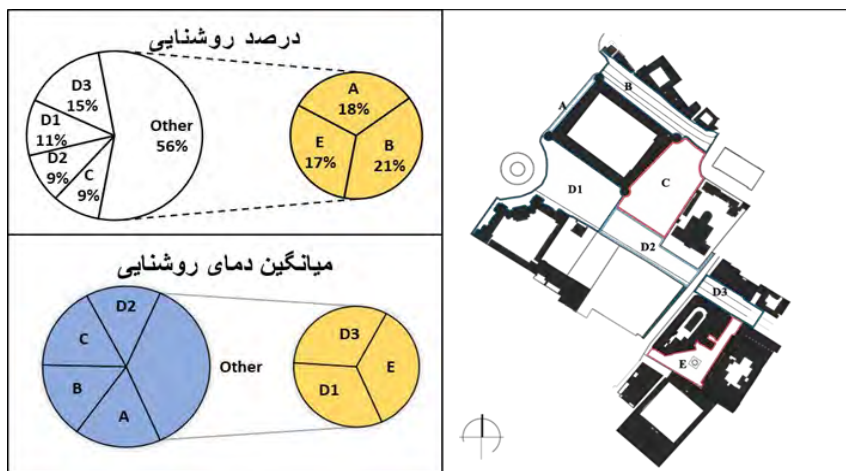 درصد روشنایی
D3
15%
D1
11%
D2
9%
C
9%
Other
56%
A
18%
E
17%
B
21%
میانگین دمای روشنایی
D2
C
B
A
Other
D3
E
D1
B
A
C
D1
D2
D3
E